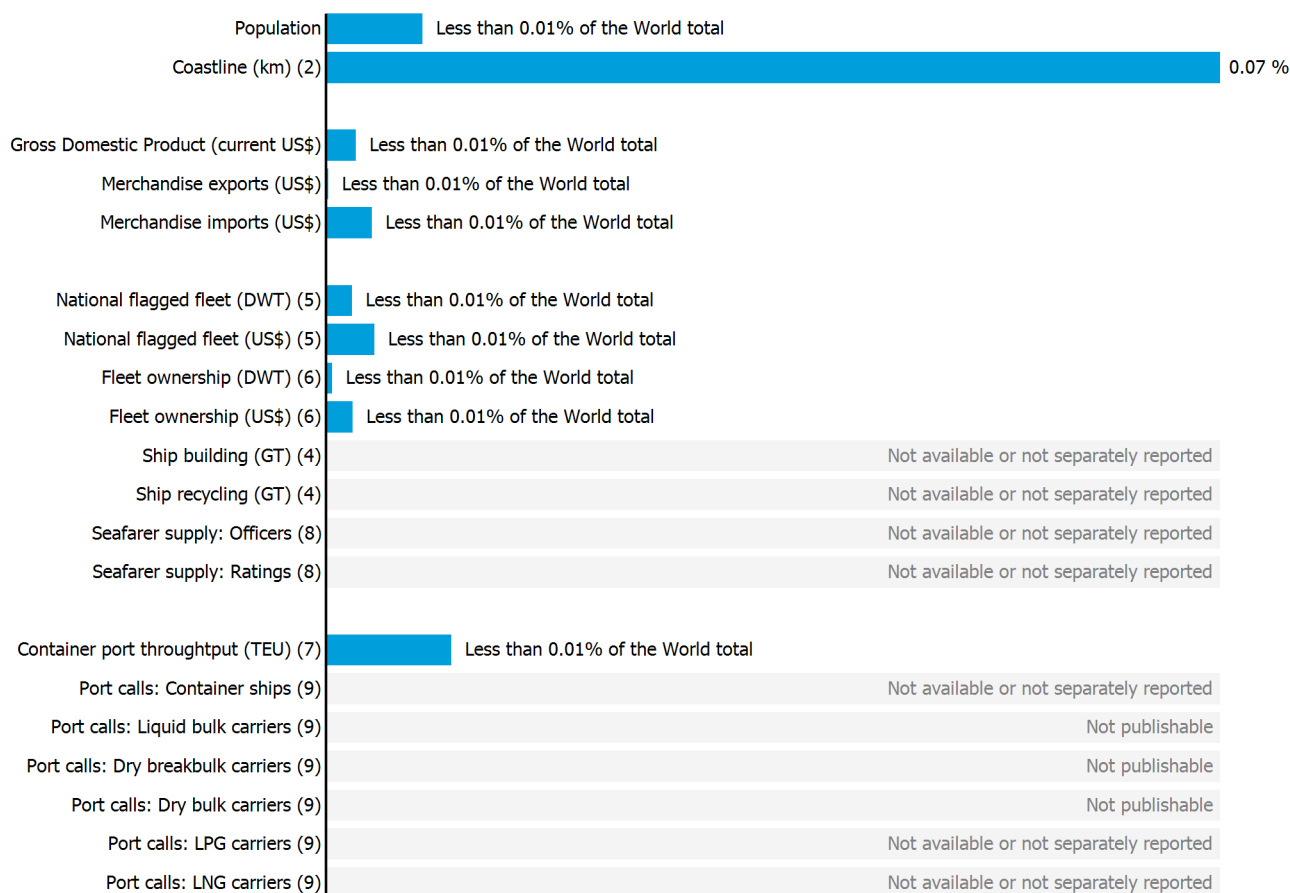 Population Less than 0.01% of the World total
Coastline (km) (2) 0.07 %
Gross Domestic Product (current US$) Less than 0.01% of the World total
Merchandise exports (US$) Less than 0.01% of the World total
Merchandise imports (US$) Less than 0.01% of the World total
National flagged fleet (DWT) (5) Less than 0.01% of the World total
National flagged fleet (US$) (5) Less than 0.01% of the World total
Fleet ownership (DWT) (6) Less than 0.01% of the World total
Fleet ownership (US$) (6) Less than 0.01% of the World total
Ship building (GT) (4) Not available or not separately reported
Ship recycling (GT) (4) Not available or not separately reported
Seafarer supply: Officers (8) Not available or not separately reported
Seafarer supply: Ratings (8) Not available or not separately reported
Container port throughtput (TEU) (7) Less than 0.01% of the World total
Port calls: Container ships (9) Not available or not separately reported
Port calls: Liquid bulk carriers (9) Not publishable
Port calls: Dry breakbulk carriers (9) Not publishable
Port calls: Dry bulk carriers (9) Not publishable
Port calls: LPG carriers (9) Not available or not separately reported
Port calls: LNG carriers (9) Not available or not separately reported